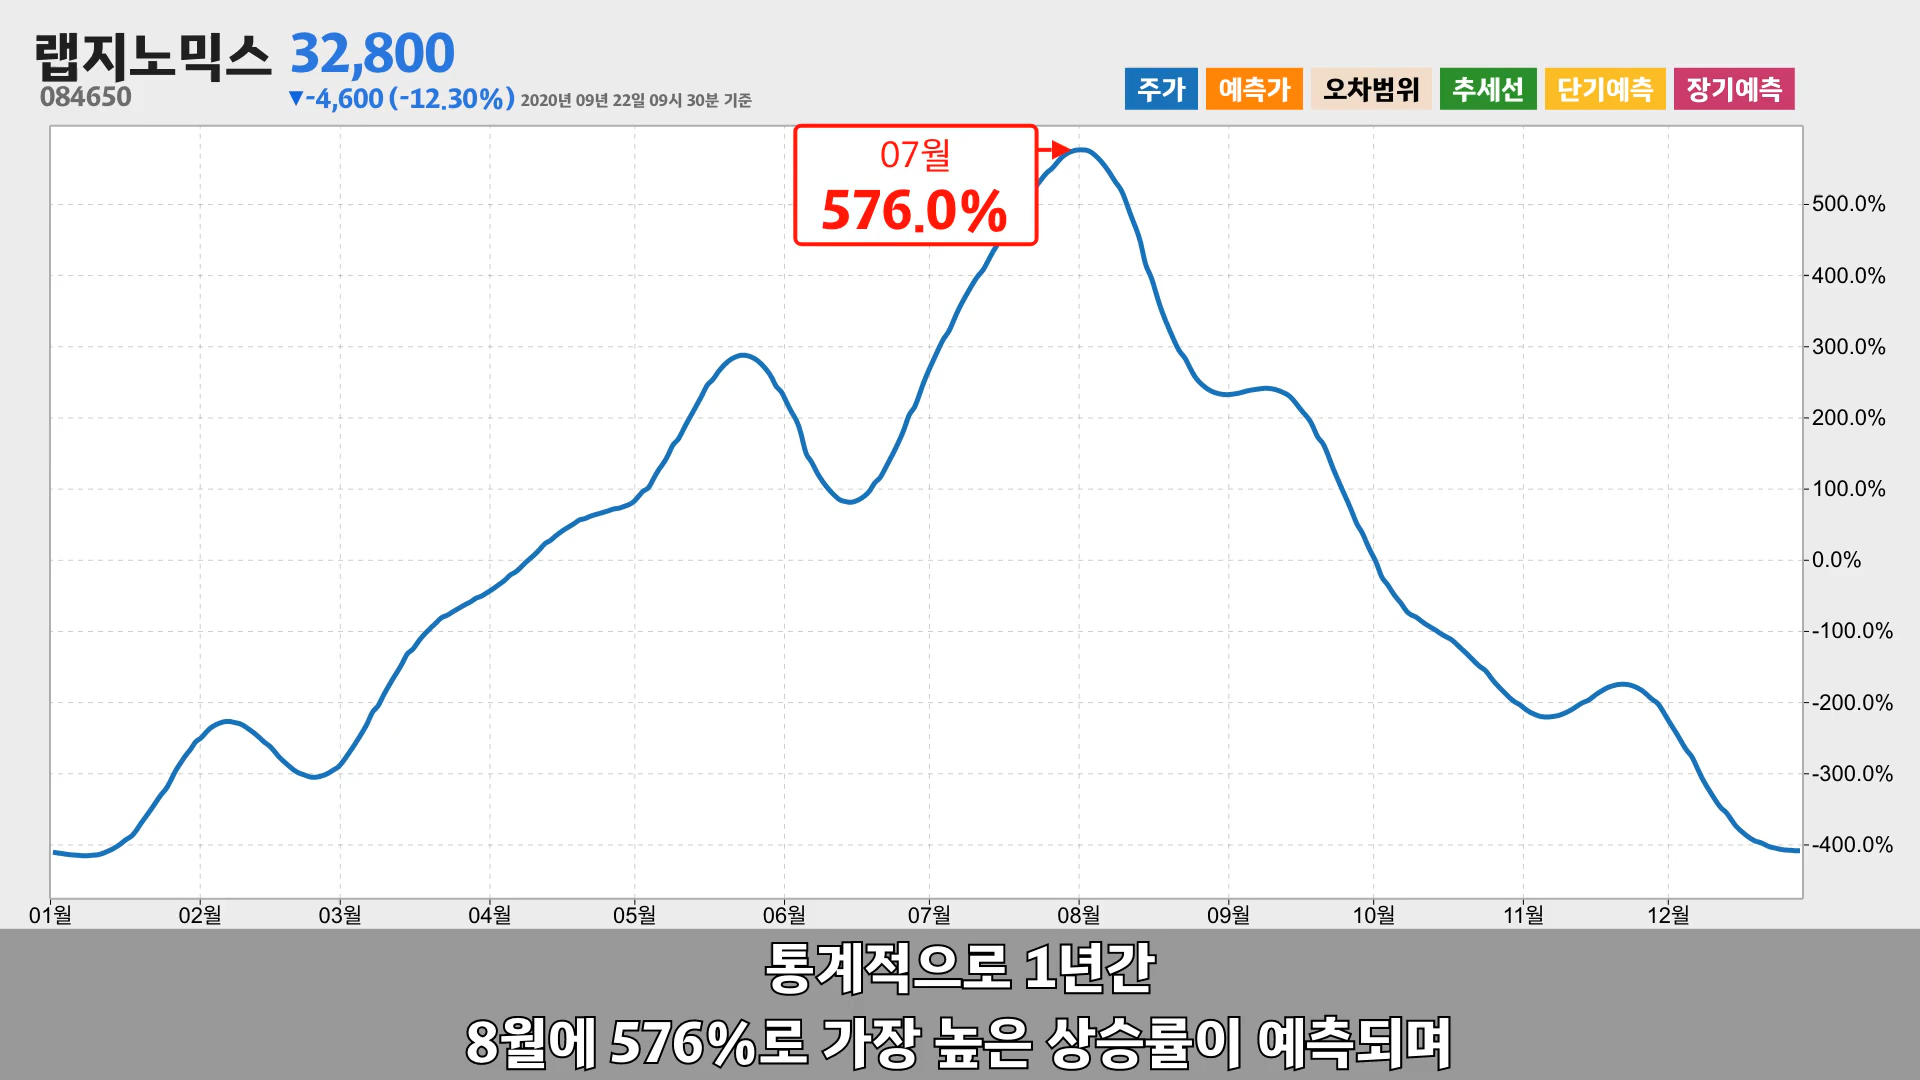 랩지노믹스 32,800
084650 ▼-4,600 (-12.30%) 2020년 09년 22일 09시 30분 기준
주가 예측가 오차범위 추세선 단기예측 장기예측
07월
576.0%
500.0%
400.0%
300.0%
200.0%
100.0%
0.0%
-100.0%
-200.0%
-300.0%
-400.0%
01월 02월 03월 04월 05월 06월 07월 08월 09월 10월 11월 12월
통계적으로 1년간
8월에 576%로 가장 높은 상승률이 예측되며